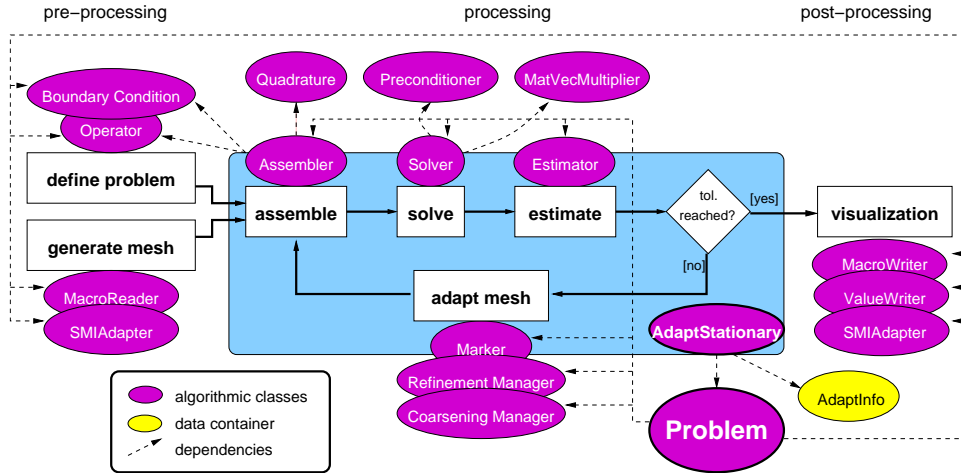 pre-processing
processing
post-processing
Quadrature
Preconditioner
MatVecMultiplier
Boundary Condition
Operator
Assembler
Solver
Estimator
define problem
assemble
solve
estimate
tol.
reached?
[yes]
visualization
generate mesh
[no]
MacroReader
SMIAdapter
adapt mesh
MacroWriter
ValueWriter
SMIAdapter
AdaptStationary
Marker
Refinement Manager
Coarsening Manager
AdaptInfo
Problem
algorithmic classes
data container
dependencies